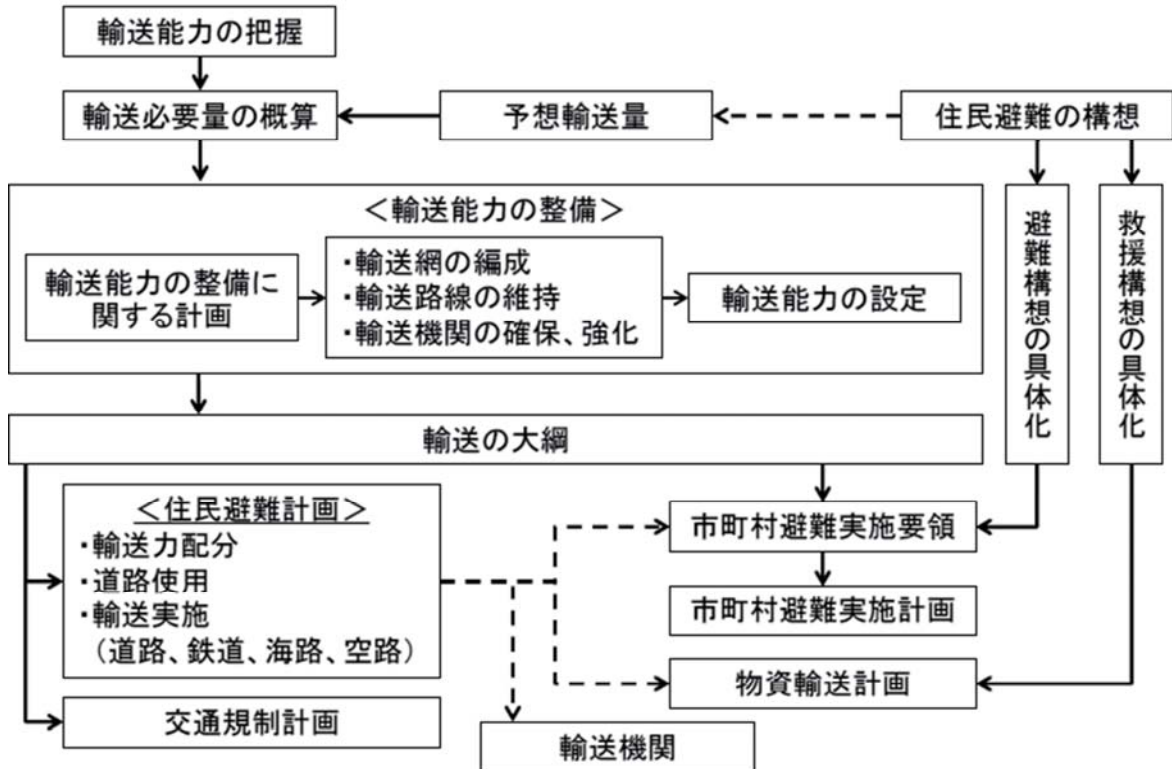 輸送能力の把握
輸送必要量の概算
予想輸送量
住民避難の構想
＜輸送能力の整備＞
輸送能力の整備に
関する計画
・輸送網の編成
・輸送路線の維持
・輸送機関の確保、強化
輸送能力の設定
避難構想の具体化
救援構想の具体化
輸送の大綱
＜住民避難計画＞
・輸送力配分
・道路使用
・輸送実施
（道路、鉄道、海路、空路）
市町村避難実施要領
市町村避難実施計画
物資輸送計画
交通規制計画
輸送機関